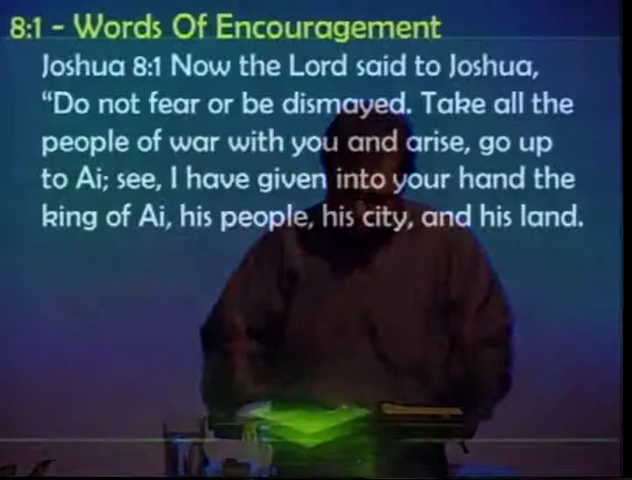 8:1 - Words Of Encouragement
Joshua 8:1 Now the Lord said to Joshua,
“Do not fear or be dismayed. Take all the
people of war with you and arise, go up
to Ai; see, I have given into your hand the
king of Ai, his people, his city, and his land.